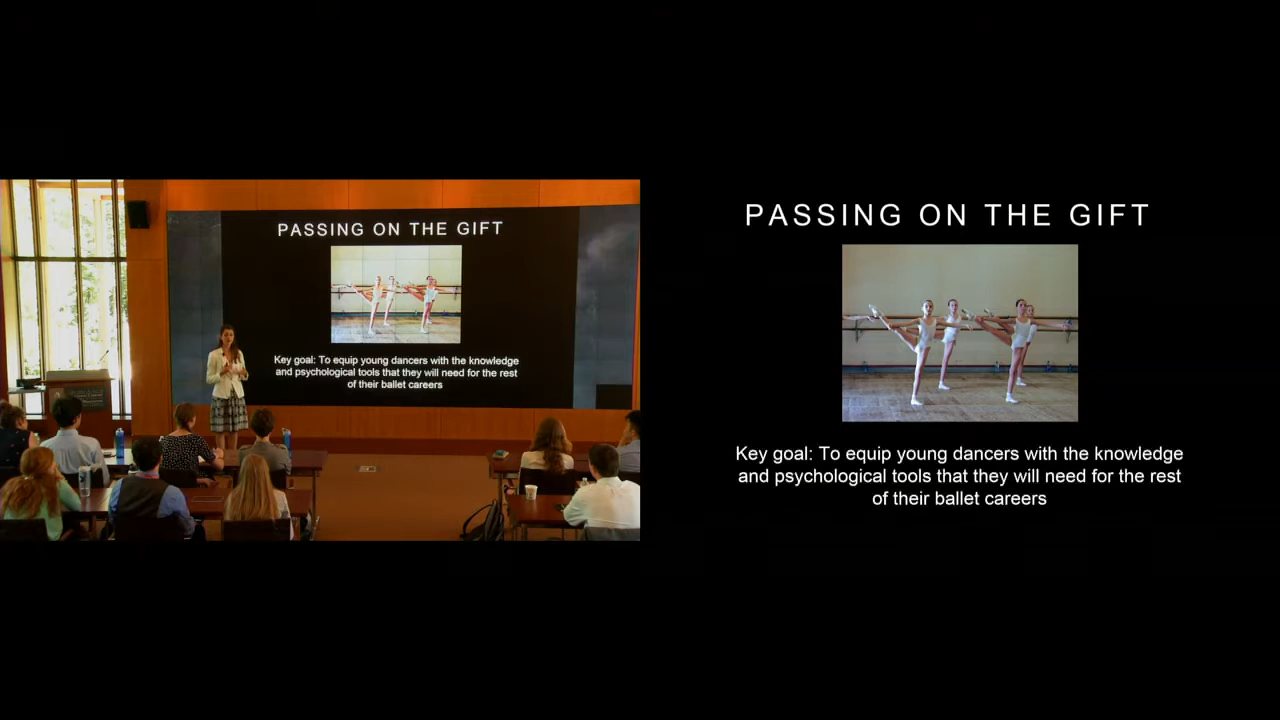 PASSING ON THE GIFT
Key goal: To equip young dancers with the knowledge
and psychological tools that they will need for the rest
of their ballet careers
PASSING ON THE GIFT
Key goal: To equip young dancers with the knowledge
and psychological tools that they will need for the rest
of their ballet careers